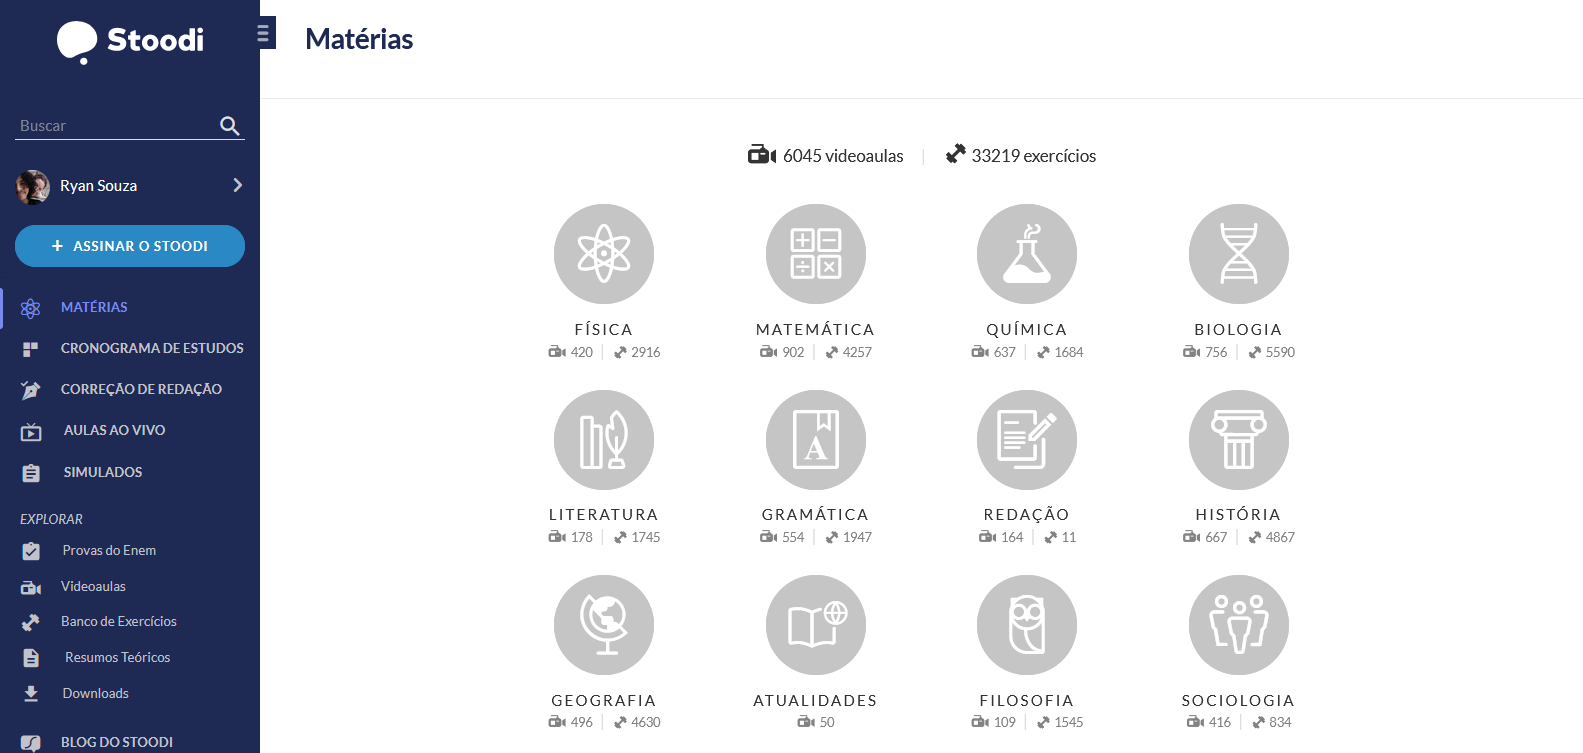 Stoodi
Buscar
Ryan Souza
+ ASSINAR O STOODI
MATÉRIAS
CRONOGRAMA DE ESTUDOS
CORREÇÃO DE REDAÇÃO
AULAS AO VIVO
SIMULADOS
EXPLORAR
Provas do Enem
Videoaulas
Banco de Exercícios
Resumos Teóricos
Downloads
BLOG DO STOODI
Matérias
6045 videoaulas | 33219 exercícios
FÍSICA
420 | 2916
MATEMÁTICA
902 | 4257
QUÍMICA
637 | 1684
BIOLOGIA
756 | 5590
LITERATURA
178 | 1745
A
GRAMÁTICA
554 | 1947
REDAÇÃO
164 | 11
HISTÓRIA
667 | 4867
GEOGRAFIA
496 | 4630
ATUALIDADES
50
FILOSOFIA
109 | 1545
SOCIOLOGIA
416 | 834